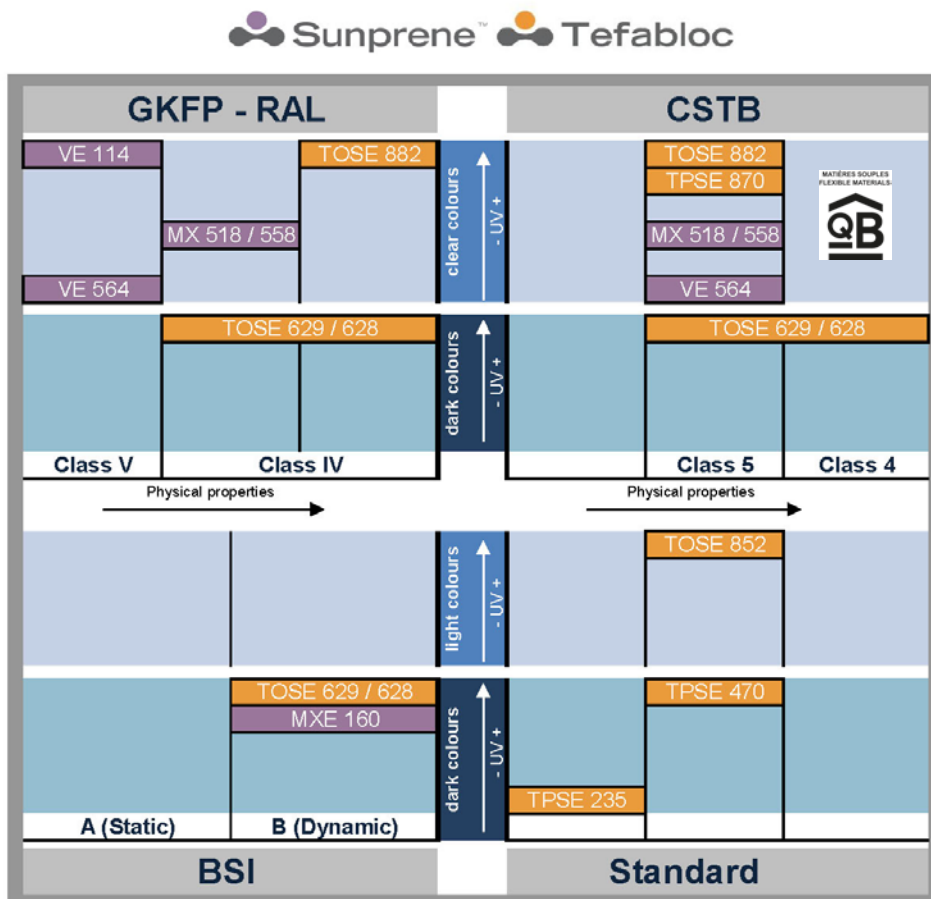 Sunprene™ Tefabloc
GKFP - RAL
CSTB
VE 114
TOSE 882
MX 518 / 558
VE 564
clear colours
- UV +
TOSE 882
TPSE 870
MX 518 / 558
VE 564
MATIÈRES SOUPLES
FLEXIBLE MATERIALS
QB
TOSE 629 / 628
dark colours
- UV +
TOSE 629 / 628
Class V
Class IV
Class 5
Class 4
Physical properties
Physical properties
light colours
- UV +
TOSE 852
TOSE 629 / 628
MXE 160
dark colours
- UV +
TPSE 470
TPSE 235
A (Static)
B (Dynamic)
BSI
Standard